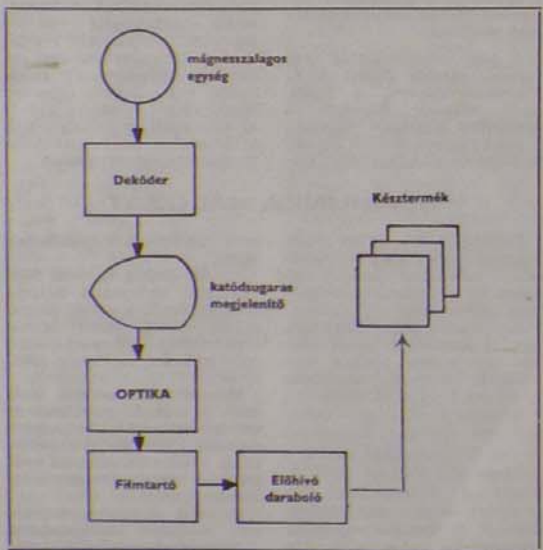 mágnesszalagos
egység
Dekóder
Késztermék
katódsugaras
megjelenítő
OPTIKA
Filmtartó
Előhívó
daraboló